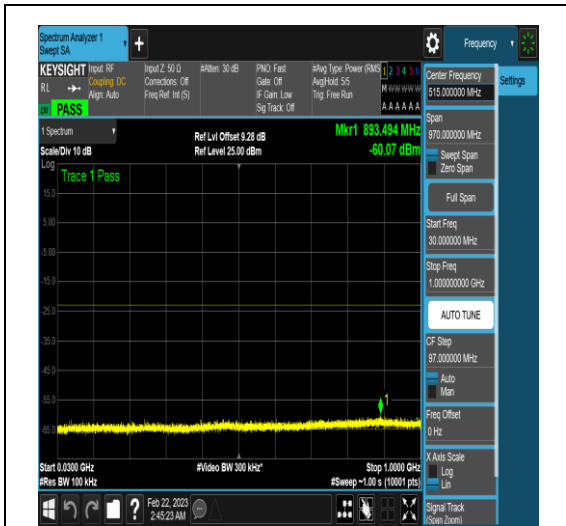 Spectrum Analyzer 1
Swept SA
+
Frequency
KEYSIGHT
RL
PASS
Input: RF
Coupling: DC
Align: Auto
Input Z: 50 Ω
Corrections: Off
Freq Ref: Int (S)
#Atten: 30 dB
PNO: Fast
Gate: Off
IF Gain: Low
Sig Track: Off
#Avg Type: Power (RMS
Avg|Hold: 5/5
Trig: Free Run
1 2 3 4 5 6
M W W W W W
A A A A A A
Settings
1 Spectrum
Scale/Div 10 dB
Ref Lvl Offset 9.28 dB
Ref Level 25.00 dBm
Mkr1 893.494 MHz
-60.07 dBm
Log
Trace 1 Pass
15.0
5.00
-5.00
-15.0
-25.0
-35.0
-45.0
-55.0
-65.0
1
Start 0.0300 GHz
#Res BW 100 kHz
#Video BW 300 kHz*
Stop 1.0000 GHz
#Sweep ~1.00 s (10001 pts)
Center Frequency
515.000000 MHz
Span
970.000000 MHz
Swept Span
Zero Span
Full Span
Start Freq
30.000000 MHz
Stop Freq
1.000000000 GHz
AUTO TUNE
CF Step
97.000000 MHz
Auto
Man
Freq Offset
0 Hz
X Axis Scale
Log
Lin
Signal Track
(Span Zoom)
?
Feb 22, 2023
2:45:23 AM